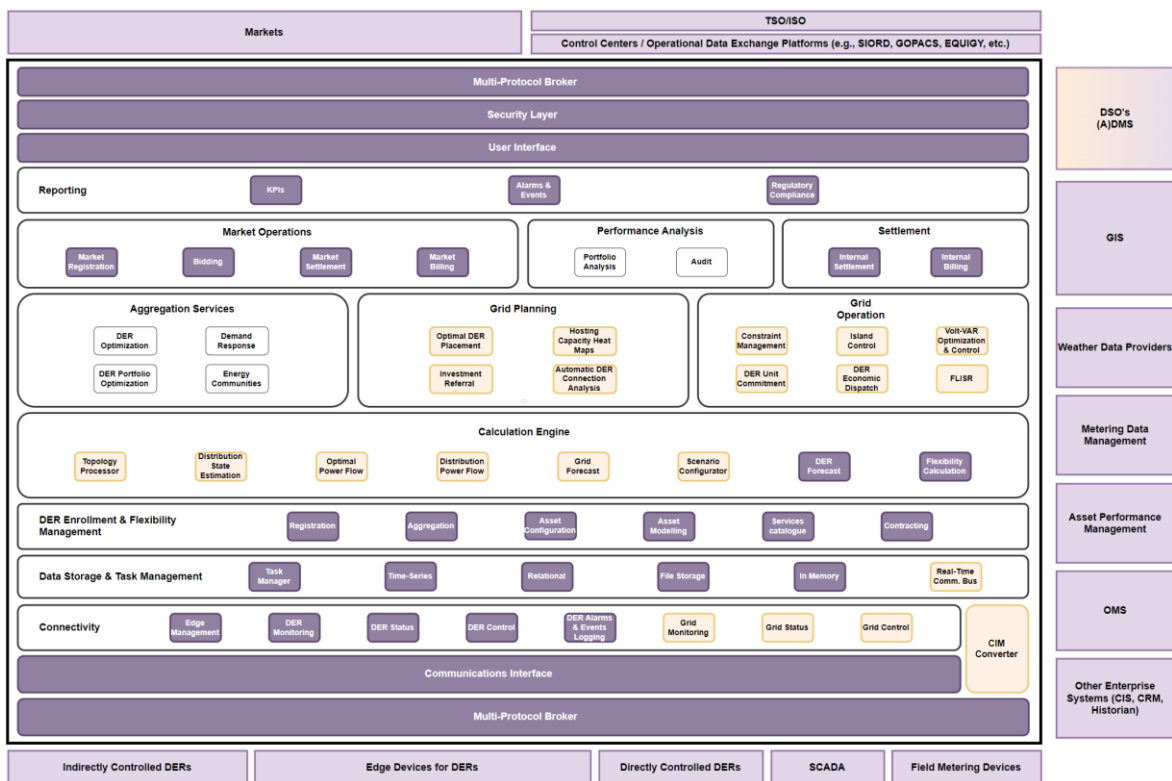 Markets
TSO/ISO
Control Centers / Operational Data Exchange Platforms (e.g., SIORD, GOPACS, EQUIGY, etc.)
Multi-Protocol Broker
Security Layer
User Interface
Reporting
KPIs
Alarms &
Events
Regulatory
Compliance
Market Operations
Market
Registration
Bidding
Market
Settlement
Market
Billing
Performance Analysis
Portfolio
Analysis
Audit
Settlement
Internal
Settlement
Internal
Billing
Aggregation Services
DER
Optimization
Demand
Response
DER Portfolio
Optimization
Energy
Communities
Grid Planning
Optimal DER
Placement
Hosting
Capacity Heat
Maps
Investment
Referral
Automatic DER
Connection
Analysis
Grid
Operation
Constraint
Management
Island
Control
Volt-VAR
Optimization
& Control
DER Unit
Commitment
DER
Economic
Dispatch
FLISR
Calculation Engine
Topology
Processor
Distribution
State
Estimation
Optimal
Power Flow
Distribution
Power Flow
Grid
Forecast
Scenario
Configurator
DER
Forecast
Flexibility
Calculation
DER Enrollment & Flexibility
Management
Registration
Aggregation
Asset
Configuration
Asset
Modelling
Services
catalogue
Contracting
Data Storage & Task Management
Task
Manager
Time-Series
Relational
File Storage
In Memory
Real-Time
Comm. Bus
Connectivity
Edge
Management
DER
Monitoring
DER Status
DER Control
DER Alarms
& Events
Logging
Grid
Monitoring
Grid Status
Grid Control
CIM
Converter
Communications Interface
Multi-Protocol Broker
Indirectly Controlled DERs
Edge Devices for DERs
Directly Controlled DERs
SCADA
Field Metering Devices
DSO's
(A)DMS
GIS
Weather Data Providers
Metering Data
Management
Asset Performance
Management
OMS
Other Enterprise
Systems (CIS, CRM,
Historian)